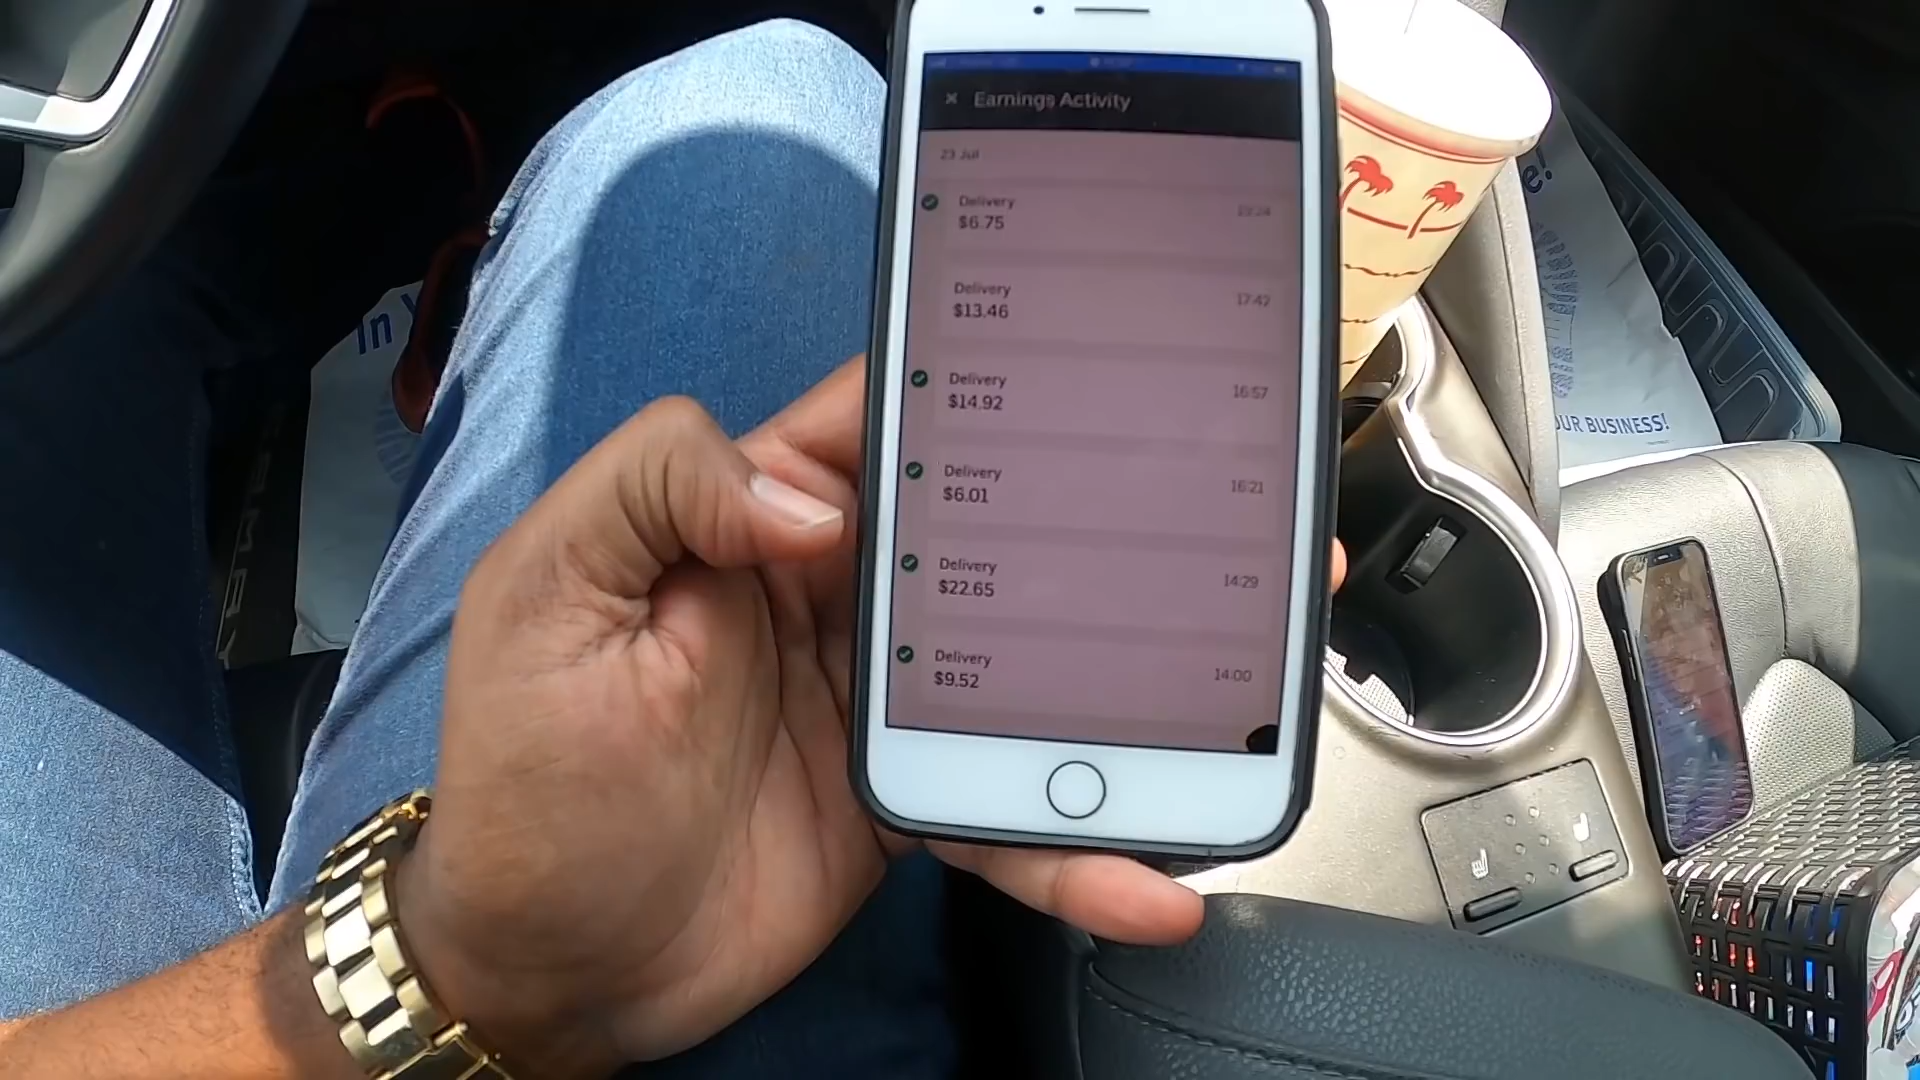 Earnings Activity
23 Jul
Delivery
$6.75
Delivery
17:42
$13.46
Delivery
16:57
$14.92
Delivery
16:21
$6.01
Delivery
14:29
$22.65
Delivery
14:00
$9.52
In
e!
OUR BUSINESS!